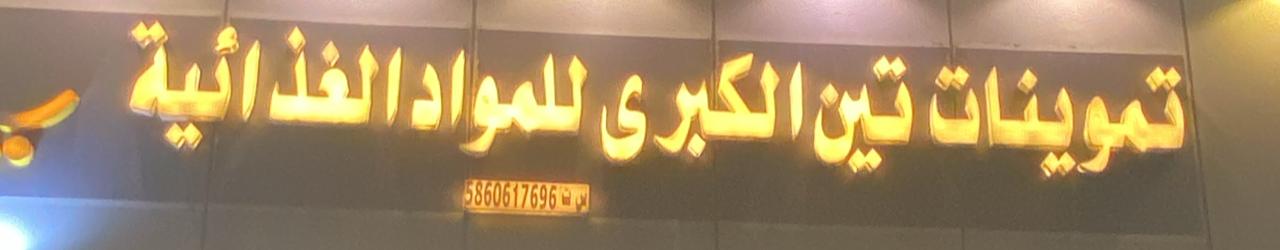 تموينات تين الكبرى للمواد الغذائية
س ت 5860617696